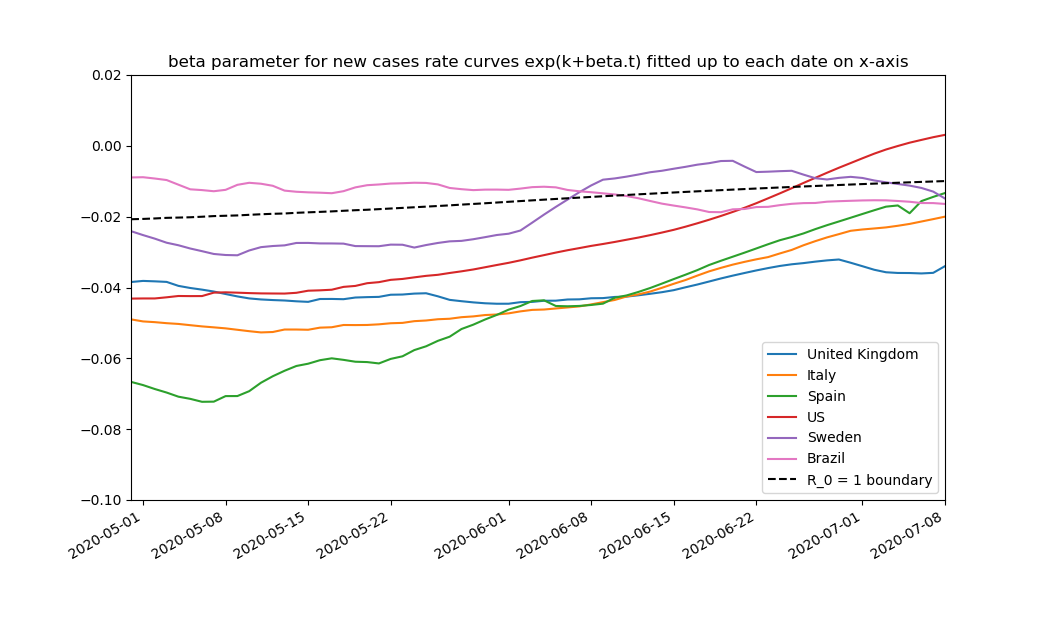 beta parameter for new cases rate curves exp(k+beta.t) fitted up to each date on x-axis
0.02
0.00
−0.02
−0.04
−0.06
−0.08
−0.10
United Kingdom
Italy
Spain
US
Sweden
Brazil
R_0 = 1 boundary
2020-05-01
2020-05-08
2020-05-15
2020-05-22
2020-06-01
2020-06-08
2020-06-15
2020-06-22
2020-07-01
2020-07-08